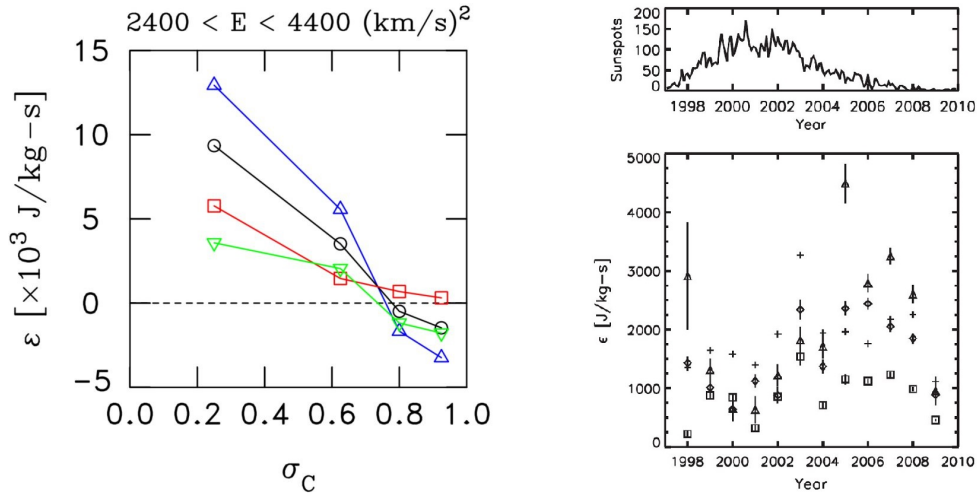 2400 < E < 4400 (km/s)²
ε [×10³ J/kg−s]
15
10
5
0
−5
0.0 0.2 0.4 0.6 0.8 1.0
σ_C
Sunspots
200
150
100
50
0
1998 2000 2002 2004 2006 2008 2010
Year
ϵ [J/kg−s]
5000
4000
3000
2000
1000
0
1998 2000 2002 2004 2006 2008 2010
Year